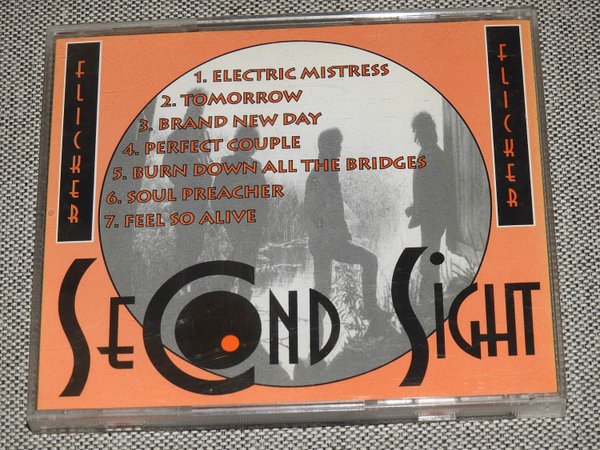 FLICKER
1. ELECTRIC MISTRESS
2. TOMORROW
3. BRAND NEW DAY
4. PERFECT COUPLE
5. BURN DOWN ALL THE BRIDGES
6. SOUL PREACHER
7. FEEL SO ALIVE
FLICKER
SECOND SIGHT